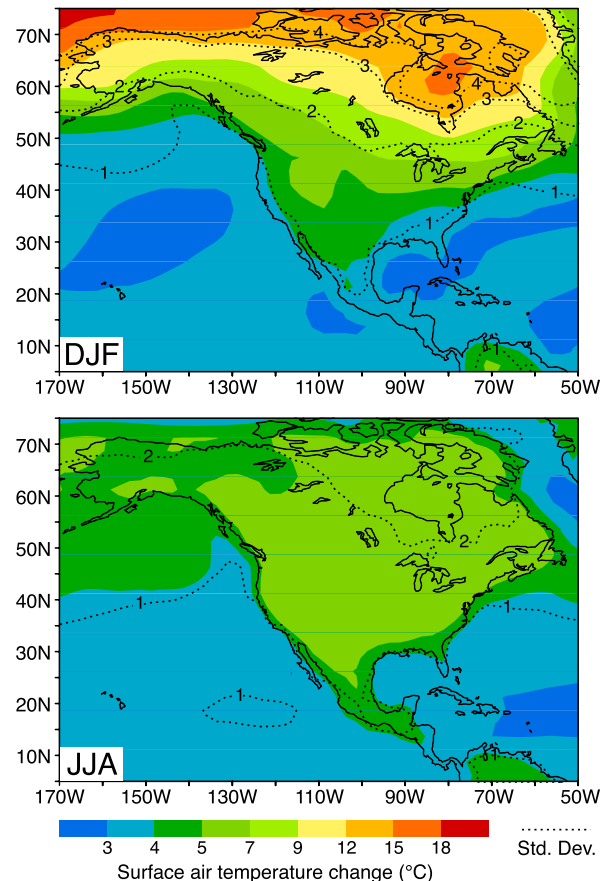 70N
60N
50N
40N
30N
20N
10N
3
4
3
4
3
2
2
2
1
1
1
1
DJF
170W 150W 130W 110W 90W 70W 50W
70N
60N
50N
40N
30N
20N
10N
2
2
1
1
1
1
JJA
170W 150W 130W 110W 90W 70W 50W
3 4 5 7 9 12 15 18
Std. Dev.
Surface air temperature change (°C)